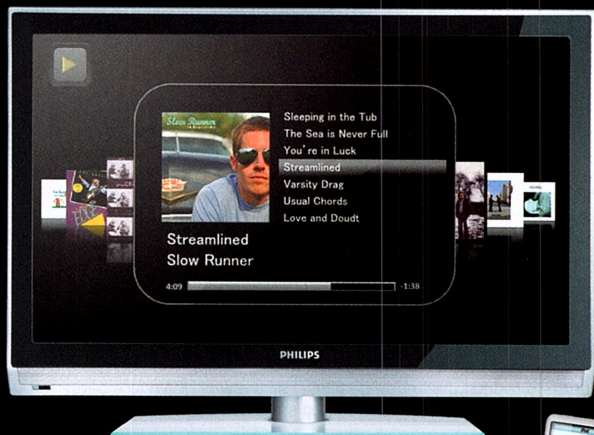 Slow Runner
Sleeping in the Tub
The Sea is Never Full
You're in Luck
Streamlined
Varsity Drag
Usual Chords
Love and Doudt
Streamlined
Slow Runner
4:09
-1:38
PHILIPS